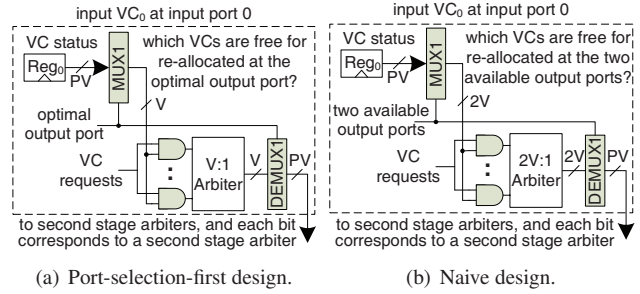 input VC0 at input port 0
VC status
Reg0
PV
MUX1
which VCs are free for
re-allocated at the
optimal output port?
V
optimal
output port
VC
requests
V:1
Arbiter
V
DEMUX1
PV
to second stage arbiters, and each bit
corresponds to a second stage arbiter
(a) Port-selection-first design.
input VC0 at input port 0
VC status
Reg0
PV
MUX1
which VCs are free for
re-allocated at the two
available output ports?
2V
two available
output ports
VC
requests
2V:1
Arbiter
2V
DEMUX1
PV
to second stage arbiters, and each bit
corresponds to a second stage arbiter
(b) Naive design.